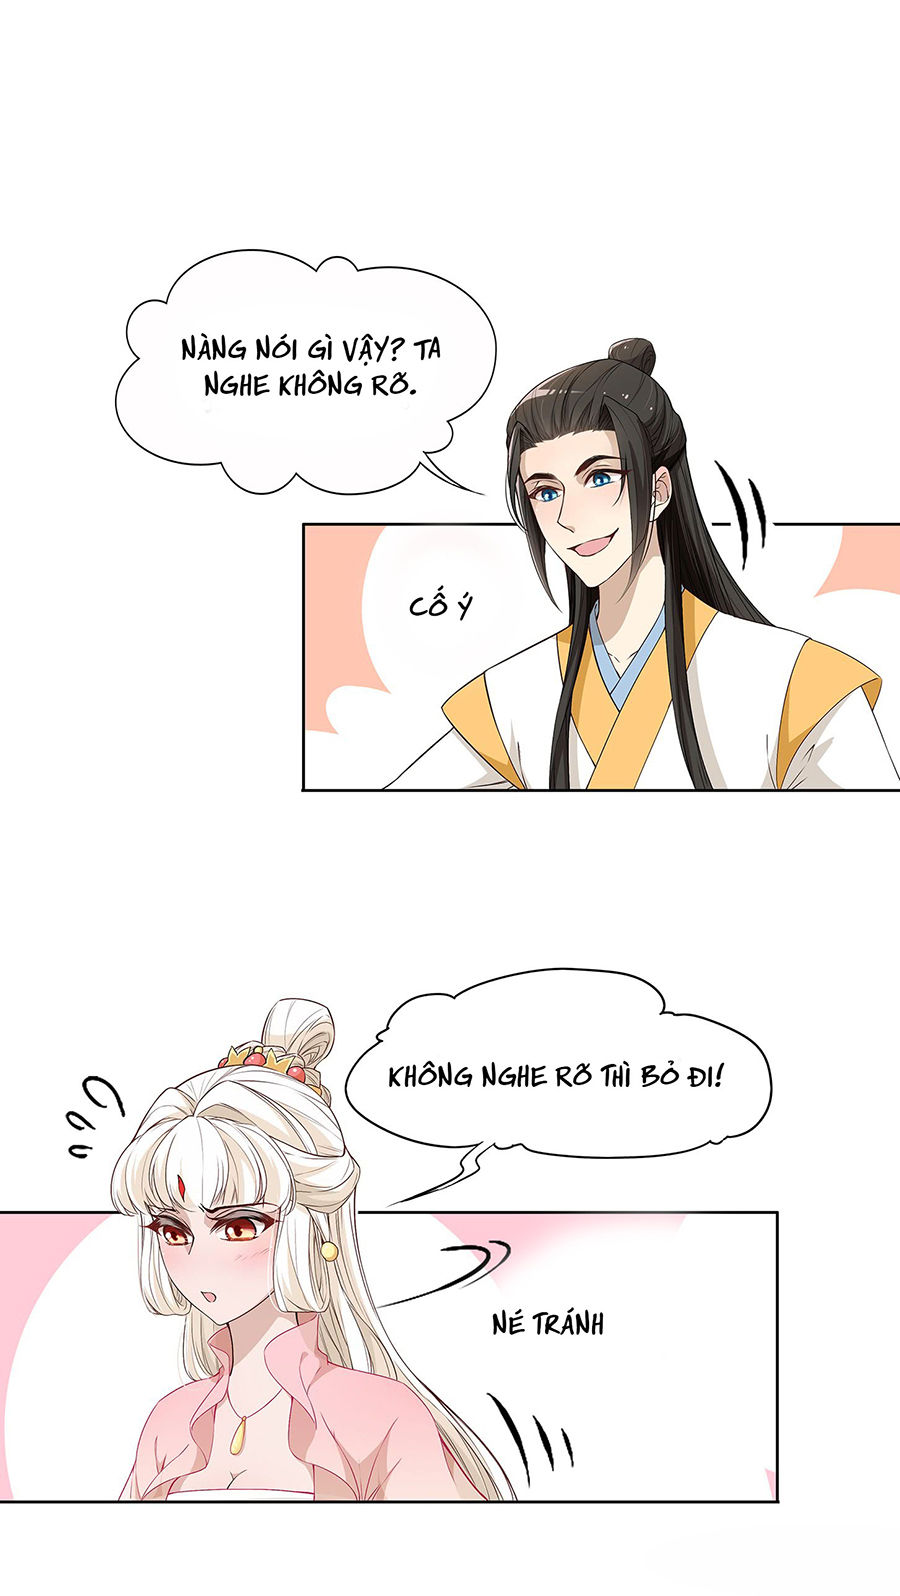 NÀNG NÓI GÌ VẬY? TA
NGHE KHÔNG RÕ.
CỐ Ý
KHÔNG NGHE RÕ THÌ BỎ ĐI!
NÉ TRÁNH